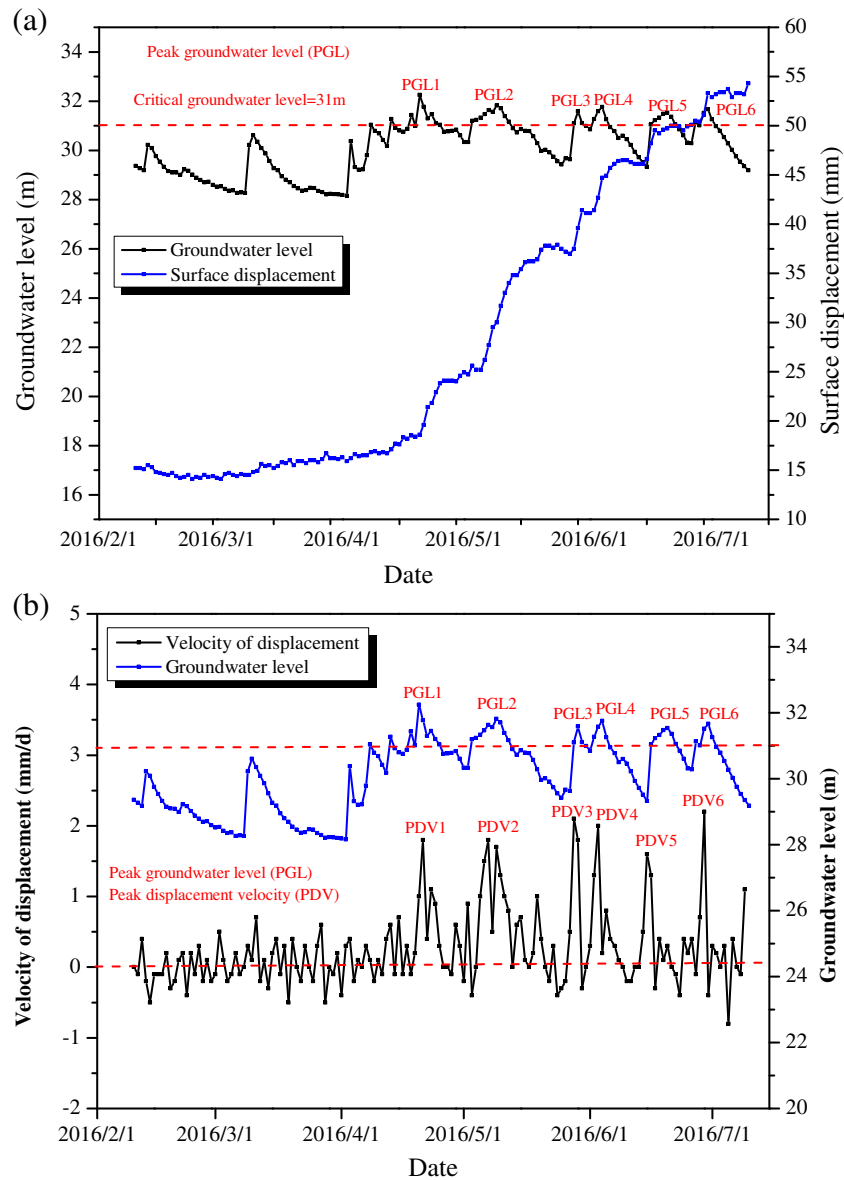 (a)
34
32
30
28
26
24
22
20
18
16
Groundwater level (m)
60
55
50
45
40
35
30
25
20
15
10
Surface displacement (mm)
Peak groundwater level (PGL)
Critical groundwater level=31m
PGL1
PGL2
PGL3
PGL4
PGL5
PGL6
Groundwater level
Surface displacement
2016/2/1
2016/3/1
2016/4/1
2016/5/1
2016/6/1
2016/7/1
Date
(b)
5
4
3
2
1
0
-1
-2
Velocity of displacement (mm/d)
34
32
30
28
26
24
22
20
Groundwater level (m)
Velocity of displacement
Groundwater level
PGL1
PGL2
PGL3
PGL4
PGL5
PGL6
PDV1
PDV2
PDV3
PDV4
PDV5
PDV6
Peak groundwater level (PGL)
Peak displacement velocity (PDV)
2016/2/1
2016/3/1
2016/4/1
2016/5/1
2016/6/1
2016/7/1
Date